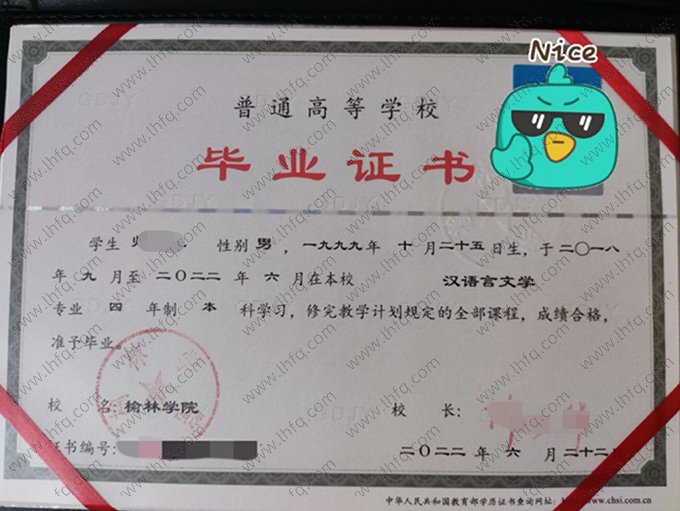 Nice
普通高等学校
毕业证书
学生 性别 男 ，一九九九年 十 月二十五日生，于二〇一八
年 九 月至 二〇二二 年 六 月在本校 汉语言文学
专业 四 年制 本 科学习，修完教学计划规定的全部课程，成绩合格，
准予毕业。
校 名：榆林学院 校 长：
证书编号： 二〇二二 年 六 月 二十二
中华人民共和国教育部学历证书查询网址：http://www.chsi.com.cn
www.lhfq.com